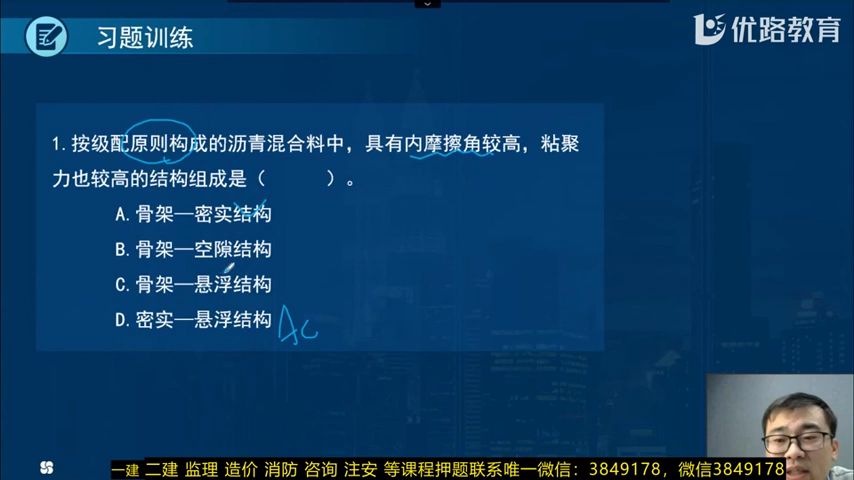 习题训练
优路教育
1.按级配原则构成的沥青混合料中，具有内摩擦角较高，粘聚
力也较高的结构组成是（    ）。
A.骨架—密实结构
B.骨架—空隙结构
C.骨架—悬浮结构
D.密实—悬浮结构
AC
一建 二建 监理 造价 消防 咨询 注安 等课程押题联系唯一微信：3849178，微信3849178